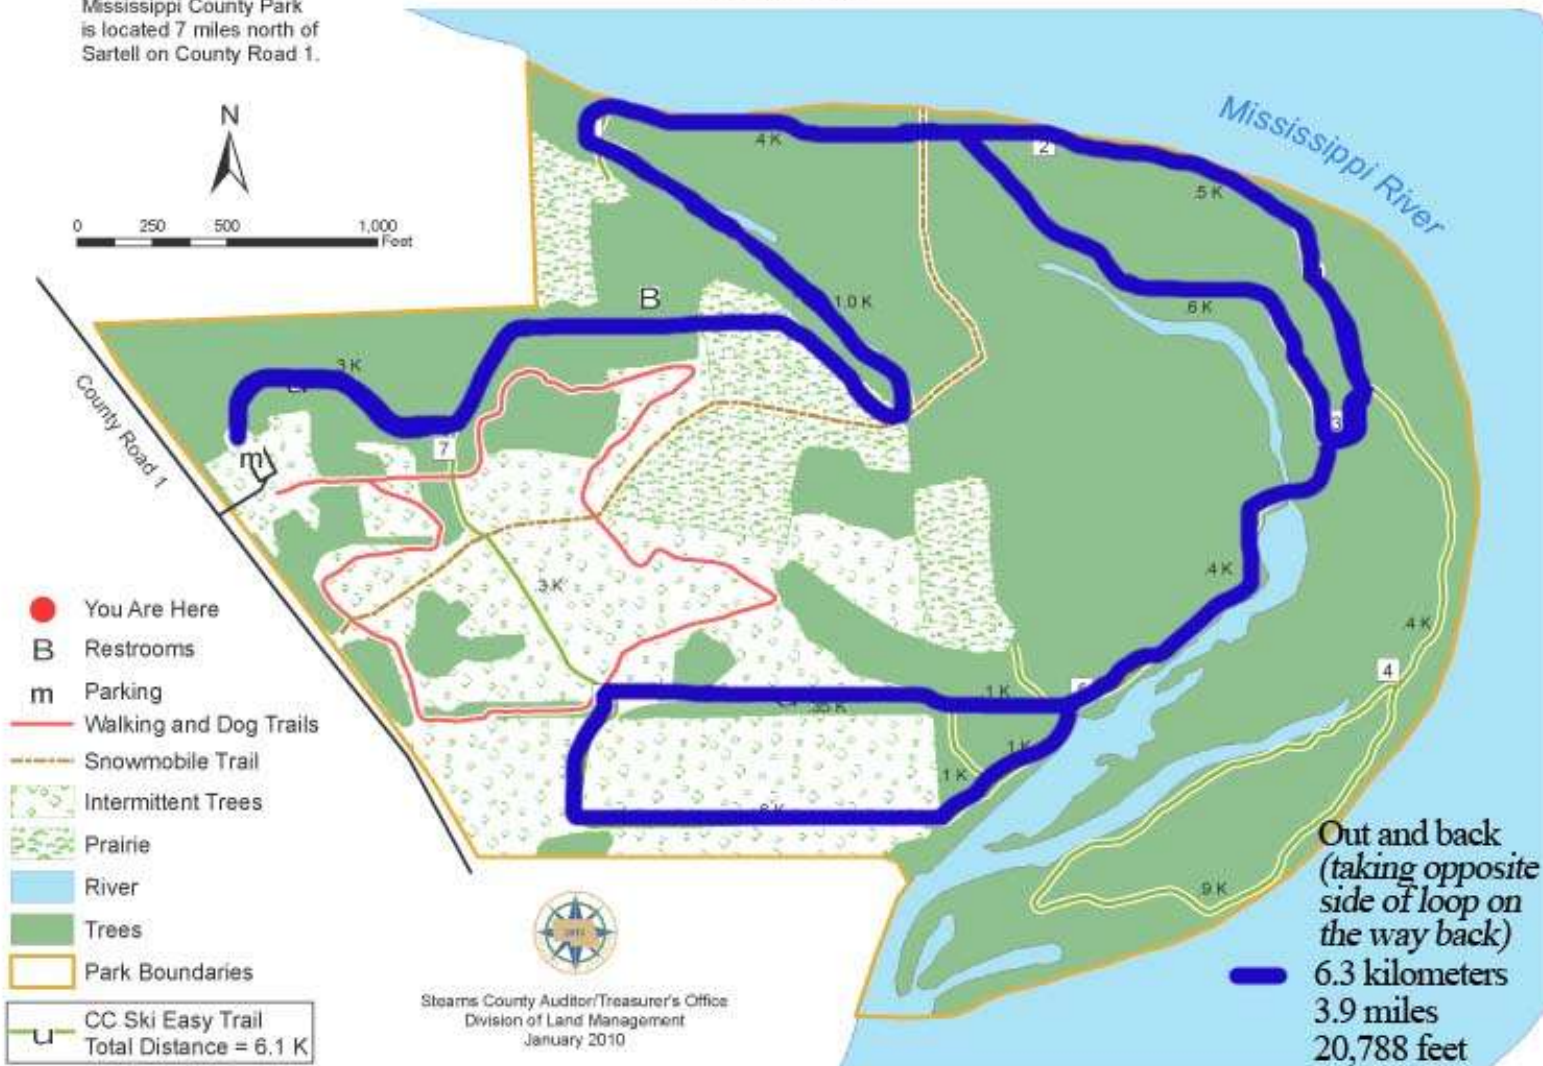 Mississippi County Park
is located 7 miles north of
Sartell on County Road 1.
N
0 250 500 1,000
Feet
Mississippi River
.4 K
2
.5 K
B
1.0 K
.6 K
.3 K
County Road 1
m
7
3
.3 K
.4 K
.4 K
4
.1 K
.35 K
.1 K
.1 K
.9 K
You Are Here
B Restrooms
m Parking
Walking and Dog Trails
Snowmobile Trail
Intermittent Trees
Prairie
River
Trees
Park Boundaries
u CC Ski Easy Trail
Total Distance = 6.1 K
Stearns County Auditor/Treasurer's Office
Division of Land Management
January 2010
Out and back
(taking opposite
side of loop on
the way back)
6.3 kilometers
3.9 miles
20,788 feet